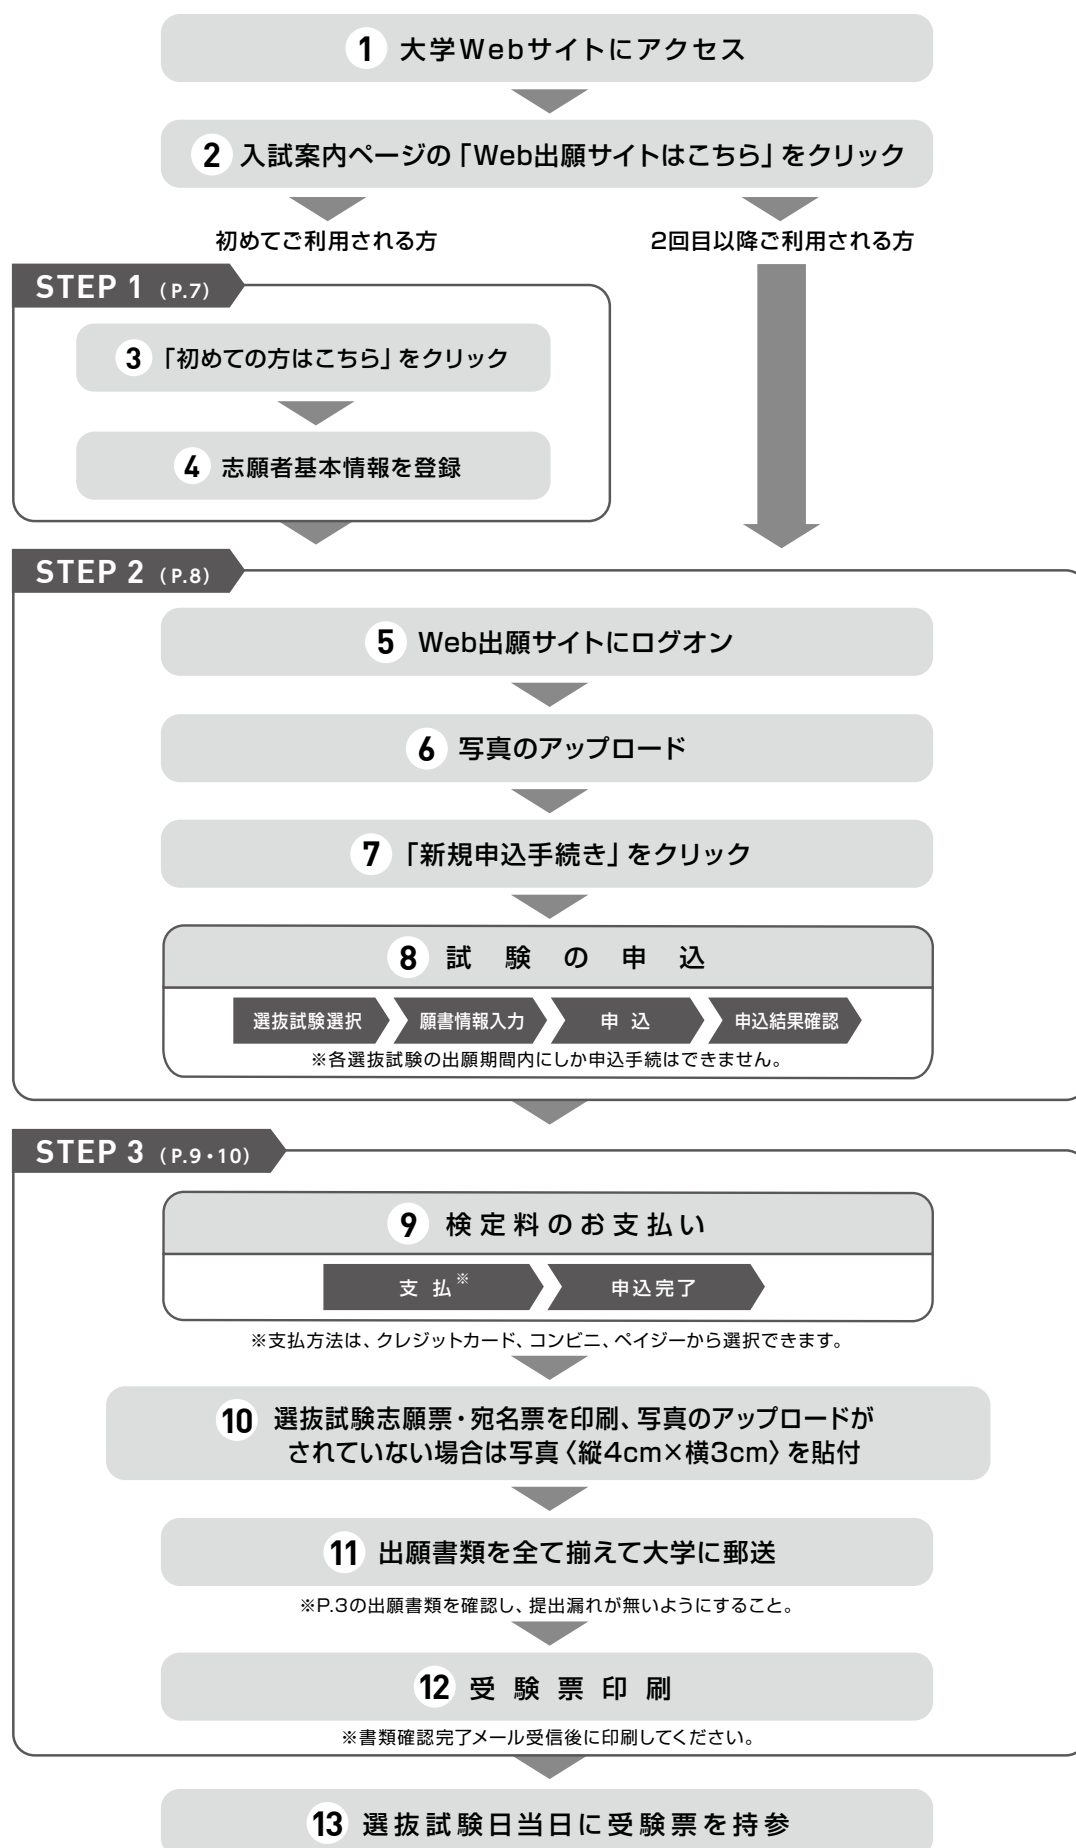 1 大学Webサイトにアクセス
2 入試案内ページの「Web出願サイトはこちら」をクリック
初めてご利用される方
2回目以降ご利用される方
STEP 1 (P.7)
3 「初めての方はこちら」をクリック
4 志願者基本情報を登録
STEP 2 (P.8)
5 Web出願サイトにログオン
6 写真のアップロード
7 「新規申込手続き」をクリック
8 試験の申込
選抜試験選択 願書情報入力 申込 申込結果確認
※各選抜試験の出願期間内にしか申込手続はできません。
STEP 3 (P.9・10)
9 検定料のお支払い
支払※ 申込完了
※支払方法は、クレジットカード、コンビニ、ペイジーから選択できます。
10 選抜試験志願票・宛名票を印刷、写真のアップロードが
されていない場合は写真〈縦4cm×横3cm〉を貼付
11 出願書類を全て揃えて大学に郵送
※P.3の出願書類を確認し、提出漏れが無いようにすること。
12 受験票印刷
※書類確認完了メール受信後に印刷してください。
13 選抜試験日当日に受験票を持参